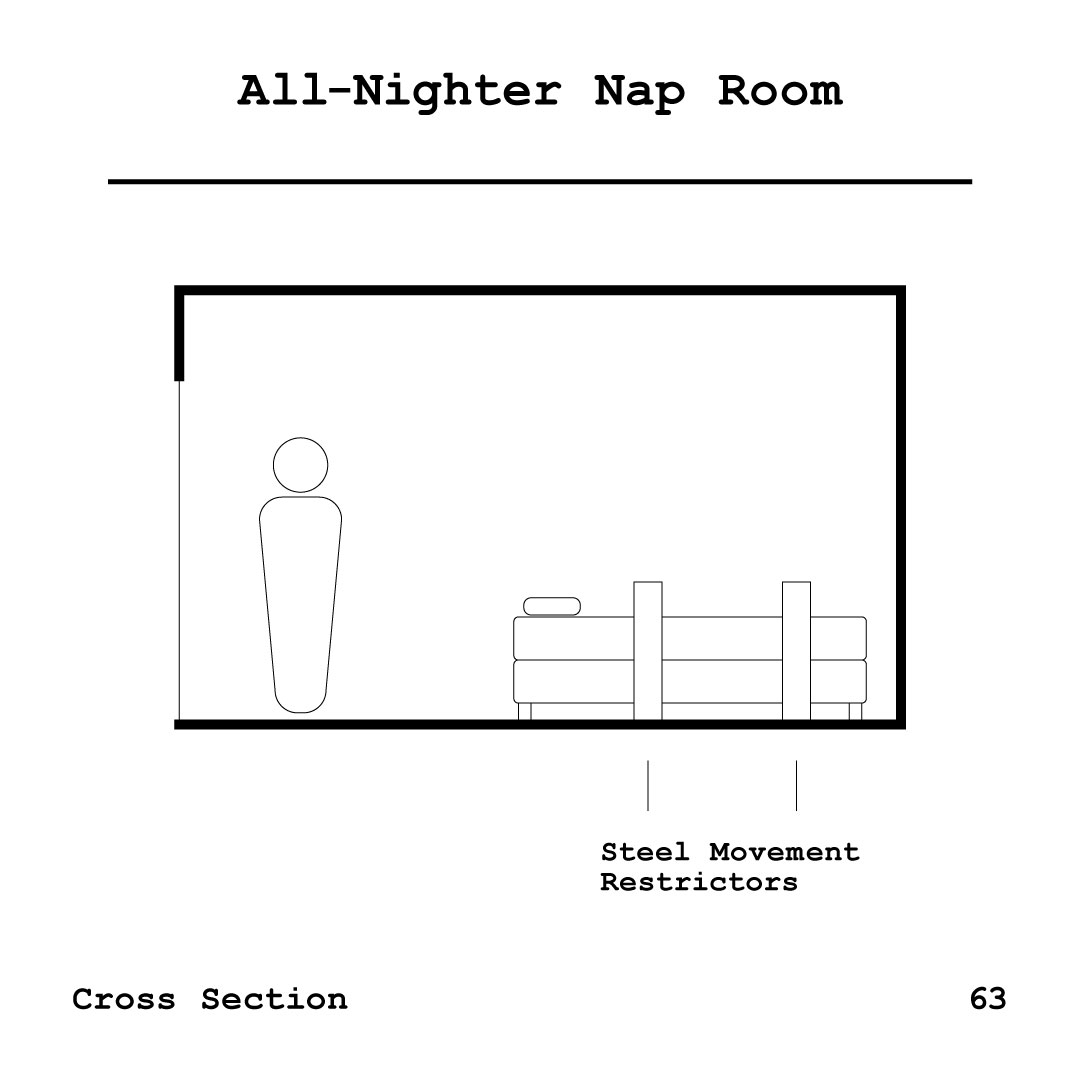 All-Nighter Nap Room
Steel Movement
Restrictors
Cross Section
63